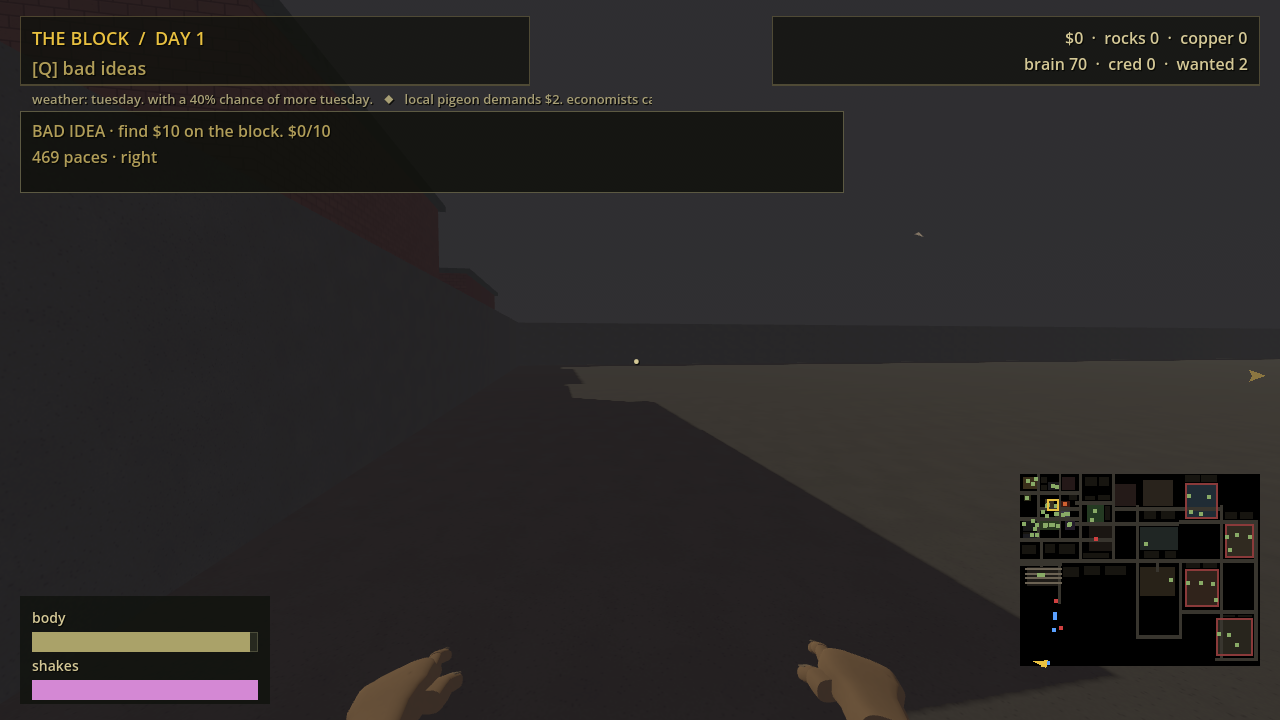 THE BLOCK / DAY 1
[Q] bad ideas
$0 · rocks 0 · copper 0
brain 70 · cred 0 · wanted 2
weather: tuesday. with a 40% chance of more tuesday. ◆ local pigeon demands $2. economists
BAD IDEA · find $10 on the block. $0/10
469 paces · right
body
shakes